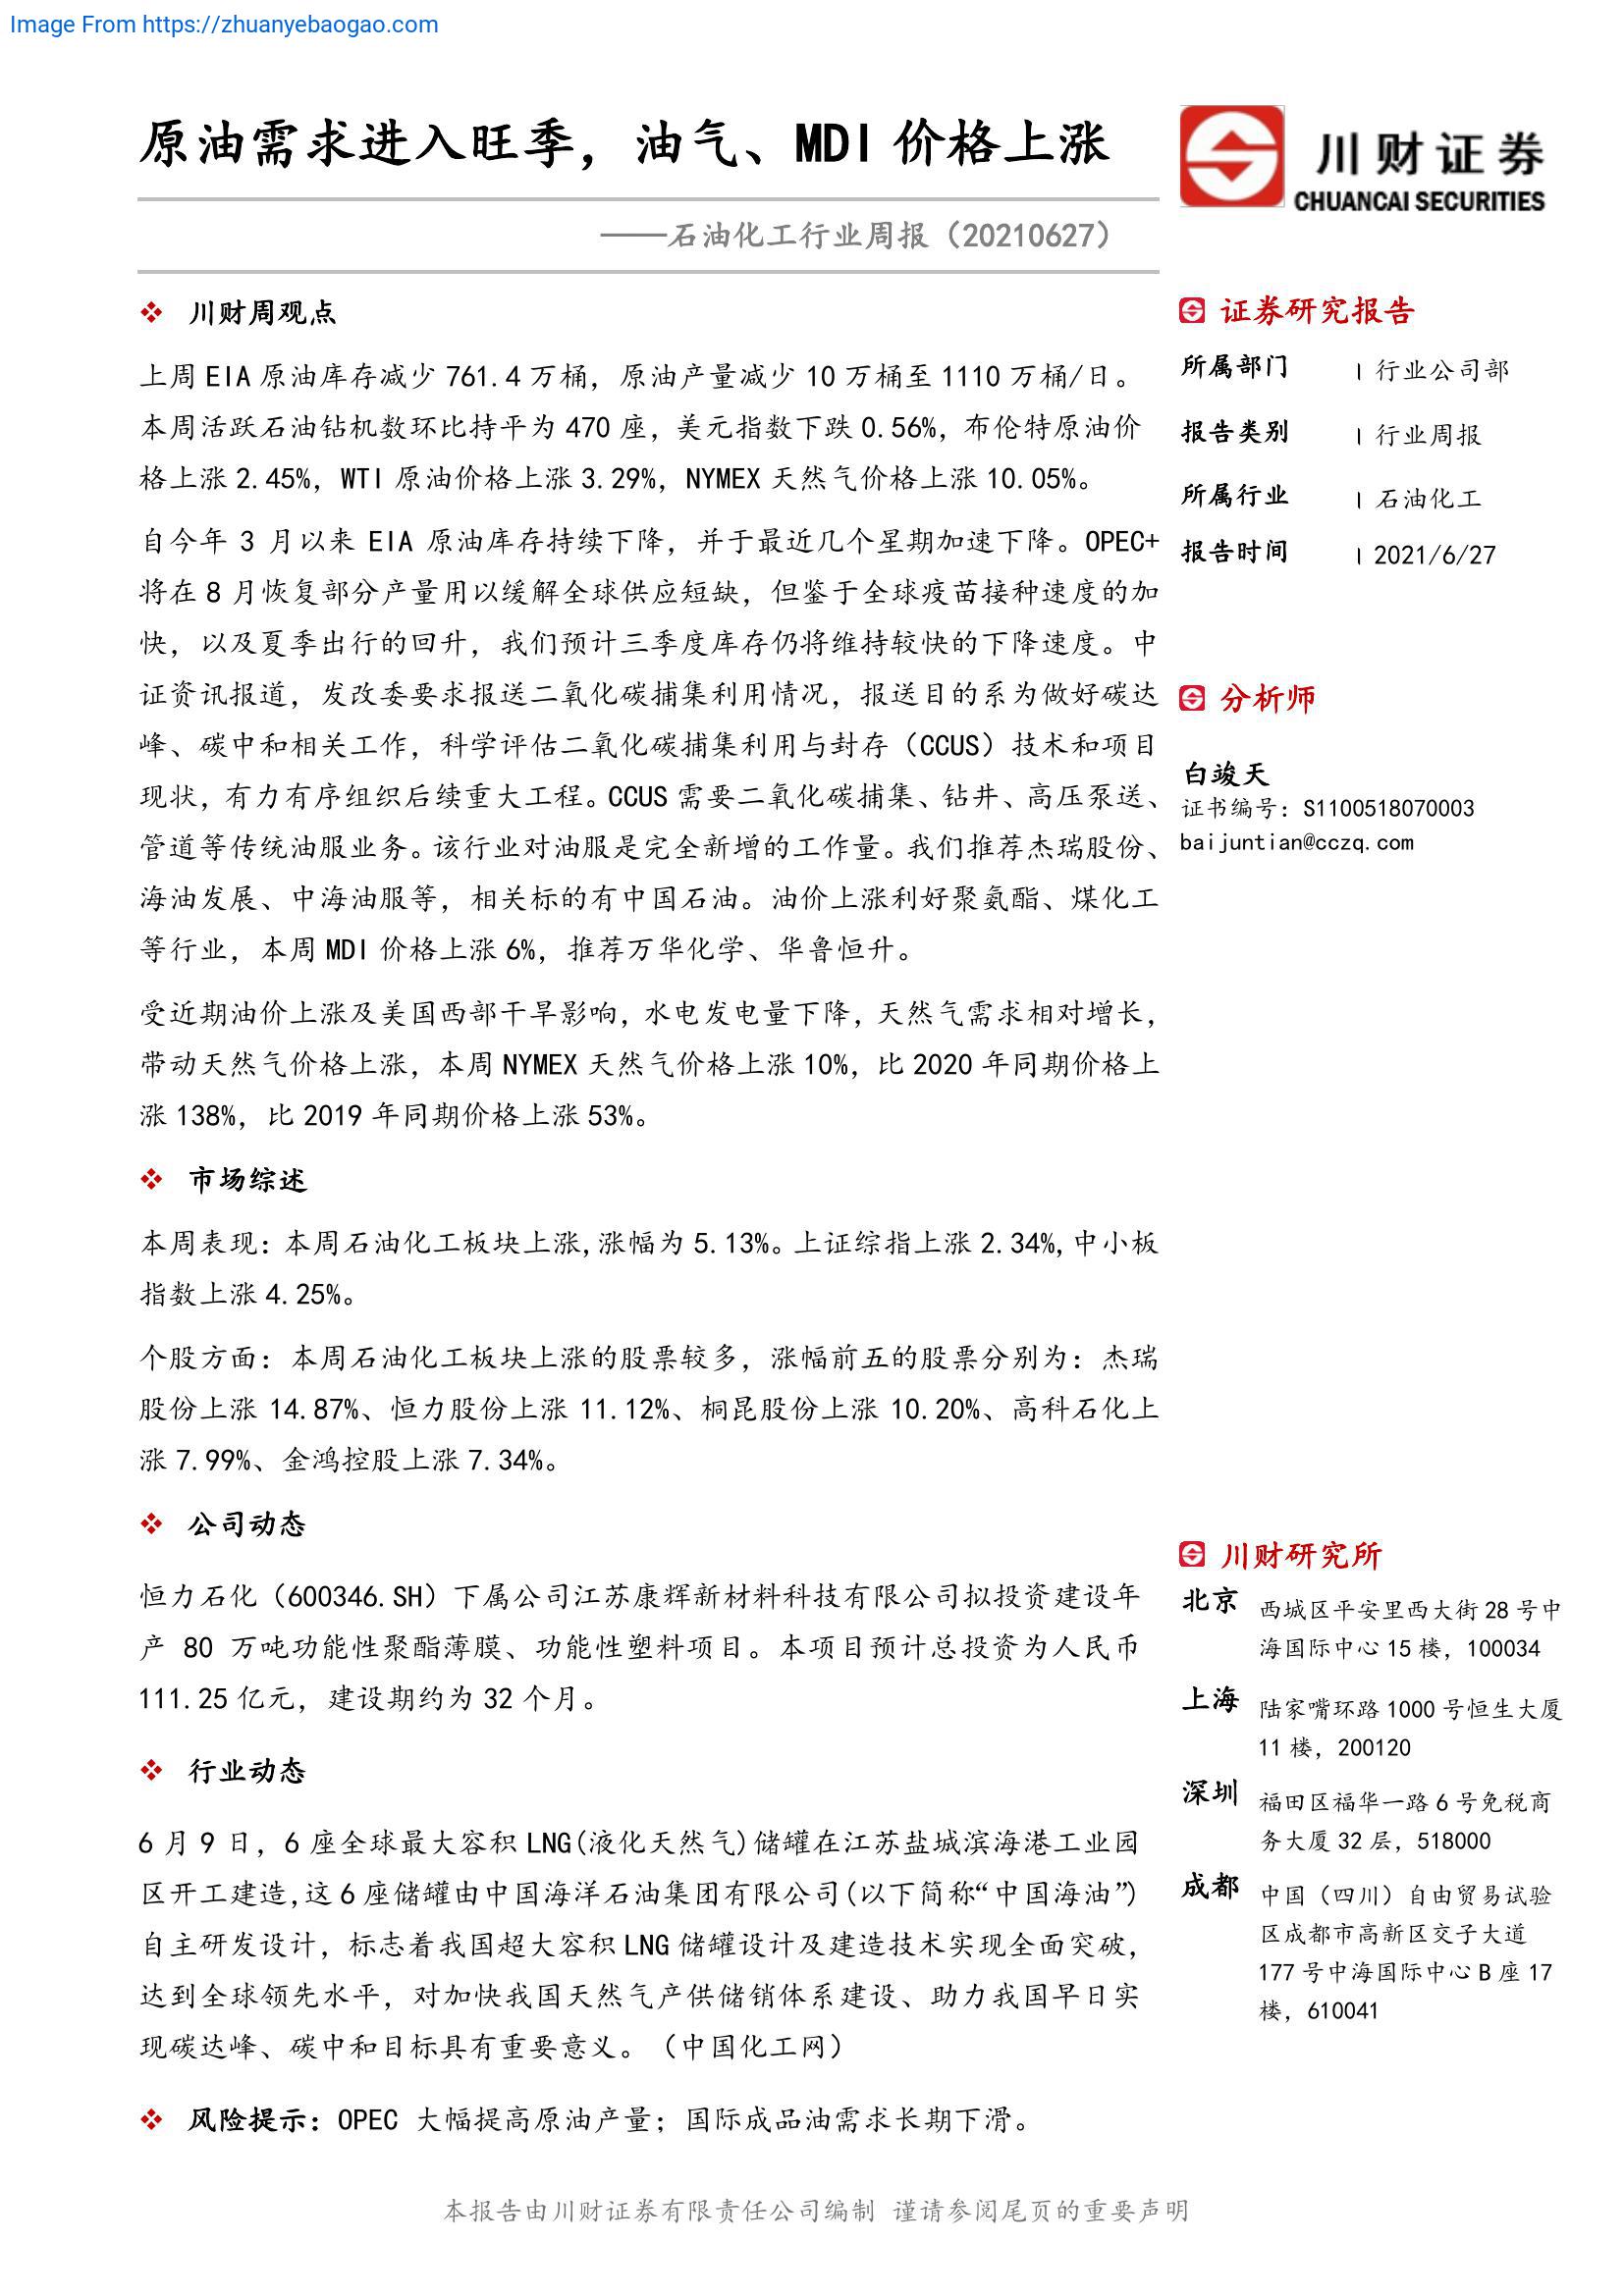 Image From https://zhuanyebaogao.com
原油需求进入旺季，油气、MDI 价格上涨
——石油化工行业周报（20210627）
川财证券
CHUANCAI SECURITIES
川财周观点
上周 EIA 原油库存减少 761.4 万桶，原油产量减少 10 万桶至 1110 万桶/日。
本周活跃石油钻机数环比持平为 470 座，美元指数下跌 0.56%，布伦特原油价
格上涨 2.45%，WTI 原油价格上涨 3.29%，NYMEX 天然气价格上涨 10.05%。
自今年 3 月以来 EIA 原油库存持续下降，并于最近几个星期加速下降。OPEC+
将在 8 月恢复部分产量用以缓解全球供应短缺，但鉴于全球疫苗接种速度的加
快，以及夏季出行的回升，我们预计三季度库存仍将维持较快的下降速度。中
证资讯报道，发改委要求报送二氧化碳捕集利用情况，报送目的系为做好碳达
峰、碳中和相关工作，科学评估二氧化碳捕集利用与封存（CCUS）技术和项目
现状，有力有序组织后续重大工程。CCUS 需要二氧化碳捕集、钻井、高压泵送、
管道等传统油服业务。该行业对油服是完全新增的工作量。我们推荐杰瑞股份、
海油发展、中海油服等，相关标的有中国石油。油价上涨利好聚氨酯、煤化工
等行业，本周 MDI 价格上涨 6%，推荐万华化学、华鲁恒升。
受近期油价上涨及美国西部干旱影响，水电发电量下降，天然气需求相对增长，
带动天然气价格上涨，本周 NYMEX 天然气价格上涨 10%，比 2020 年同期价格上
涨 138%，比 2019 年同期价格上涨 53%。
市场综述
本周表现：本周石油化工板块上涨,涨幅为 5.13%。上证综指上涨 2.34%,中小板
指数上涨 4.25%。
个股方面：本周石油化工板块上涨的股票较多，涨幅前五的股票分别为：杰瑞
股份上涨 14.87%、恒力股份上涨 11.12%、桐昆股份上涨 10.20%、高科石化上
涨 7.99%、金鸿控股上涨 7.34%。
公司动态
恒力石化（600346.SH）下属公司江苏康辉新材料科技有限公司拟投资建设年
产 80 万吨功能性聚酯薄膜、功能性塑料项目。本项目预计总投资为人民币
111.25 亿元，建设期约为 32 个月。
行业动态
6 月 9 日，6 座全球最大容积 LNG(液化天然气)储罐在江苏盐城滨海港工业园
区开工建造,这 6 座储罐由中国海洋石油集团有限公司(以下简称“中国海油”)
自主研发设计，标志着我国超大容积 LNG 储罐设计及建造技术实现全面突破，
达到全球领先水平，对加快我国天然气产供储销体系建设、助力我国早日实
现碳达峰、碳中和目标具有重要意义。（中国化工网）
风险提示：OPEC 大幅提高原油产量；国际成品油需求长期下滑。
证券研究报告
所属部门 | 行业公司部
报告类别 | 行业周报
所属行业 | 石油化工
报告时间 | 2021/6/27
分析师
白竣天
证书编号：S1100518070003
baijuntian@cczq.com
川财研究所
北京 西城区平安里西大街 28 号中
海国际中心 15 楼，100034
上海 陆家嘴环路 1000 号恒生大厦
11 楼，200120
深圳 福田区福华一路 6 号免税商
务大厦 32 层，518000
成都 中国（四川）自由贸易试验
区成都市高新区交子大道
177 号中海国际中心 B 座 17
楼，610041
本报告由川财证券有限责任公司编制 谨请参阅尾页的重要声明